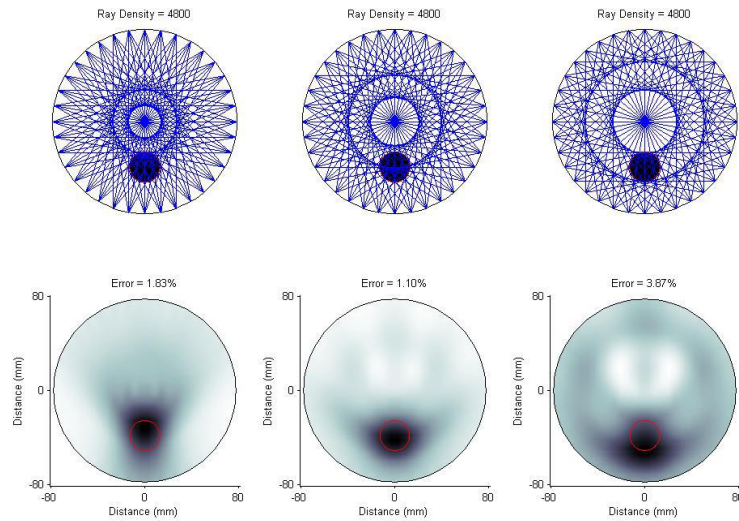 Ray Density = 4800
Ray Density = 4800
Ray Density = 4800
Error = 1.83%
Error = 1.10%
Error = 3.87%
80
80
80
Distance (mm)
Distance (mm)
Distance (mm)
0
0
0
-80
-80
-80
-80
0
80
-80
0
80
-80
0
80
Distance (mm)
Distance (mm)
Distance (mm)